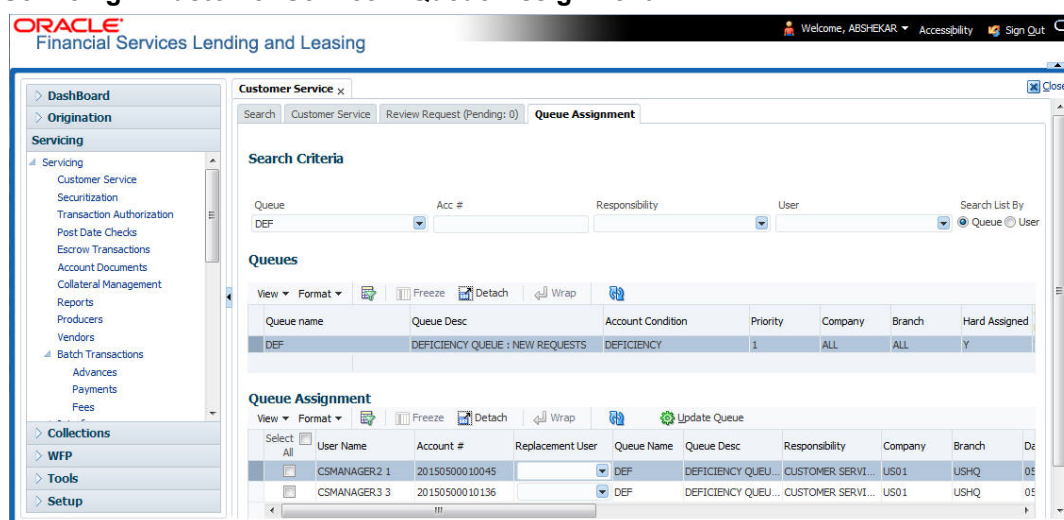 ORACLE
Financial Services Lending and Leasing
Welcome, ABSHEKAR Accessibility Sign Out
DashBoard
Origination
Servicing
Servicing
Customer Service
Securitization
Transaction Authorization
Post Date Checks
Escrow Transactions
Account Documents
Collateral Management
Reports
Producers
Vendors
Batch Transactions
Advances
Payments
Fees
Collections
WFP
Tools
Setup
Customer Service x
Close
Search Customer Service Review Request (Pending: 0) Queue Assignment
Search Criteria
Queue Acc # Responsibility User Search List By
DEF Queue User
Queues
View Format Freeze Detach Wrap
Queue name Queue Desc Account Condition Priority Company Branch Hard Assigned
DEF DEFICIENCY QUEUE : NEW REQUESTS DEFICIENCY 1 ALL ALL Y
Queue Assignment
View Format Freeze Detach Wrap Update Queue
Select All User Name Account # Replacement User Queue Name Queue Desc Responsibility Company Branch Da
CSMANAGER2 1 20150500010045 DEF DEFICIENCY QUEU... CUSTOMER SERVI... US01 USHQ 05
CSMANAGER3 3 20150500010136 DEF DEFICIENCY QUEU... CUSTOMER SERVI... US01 USHQ 05